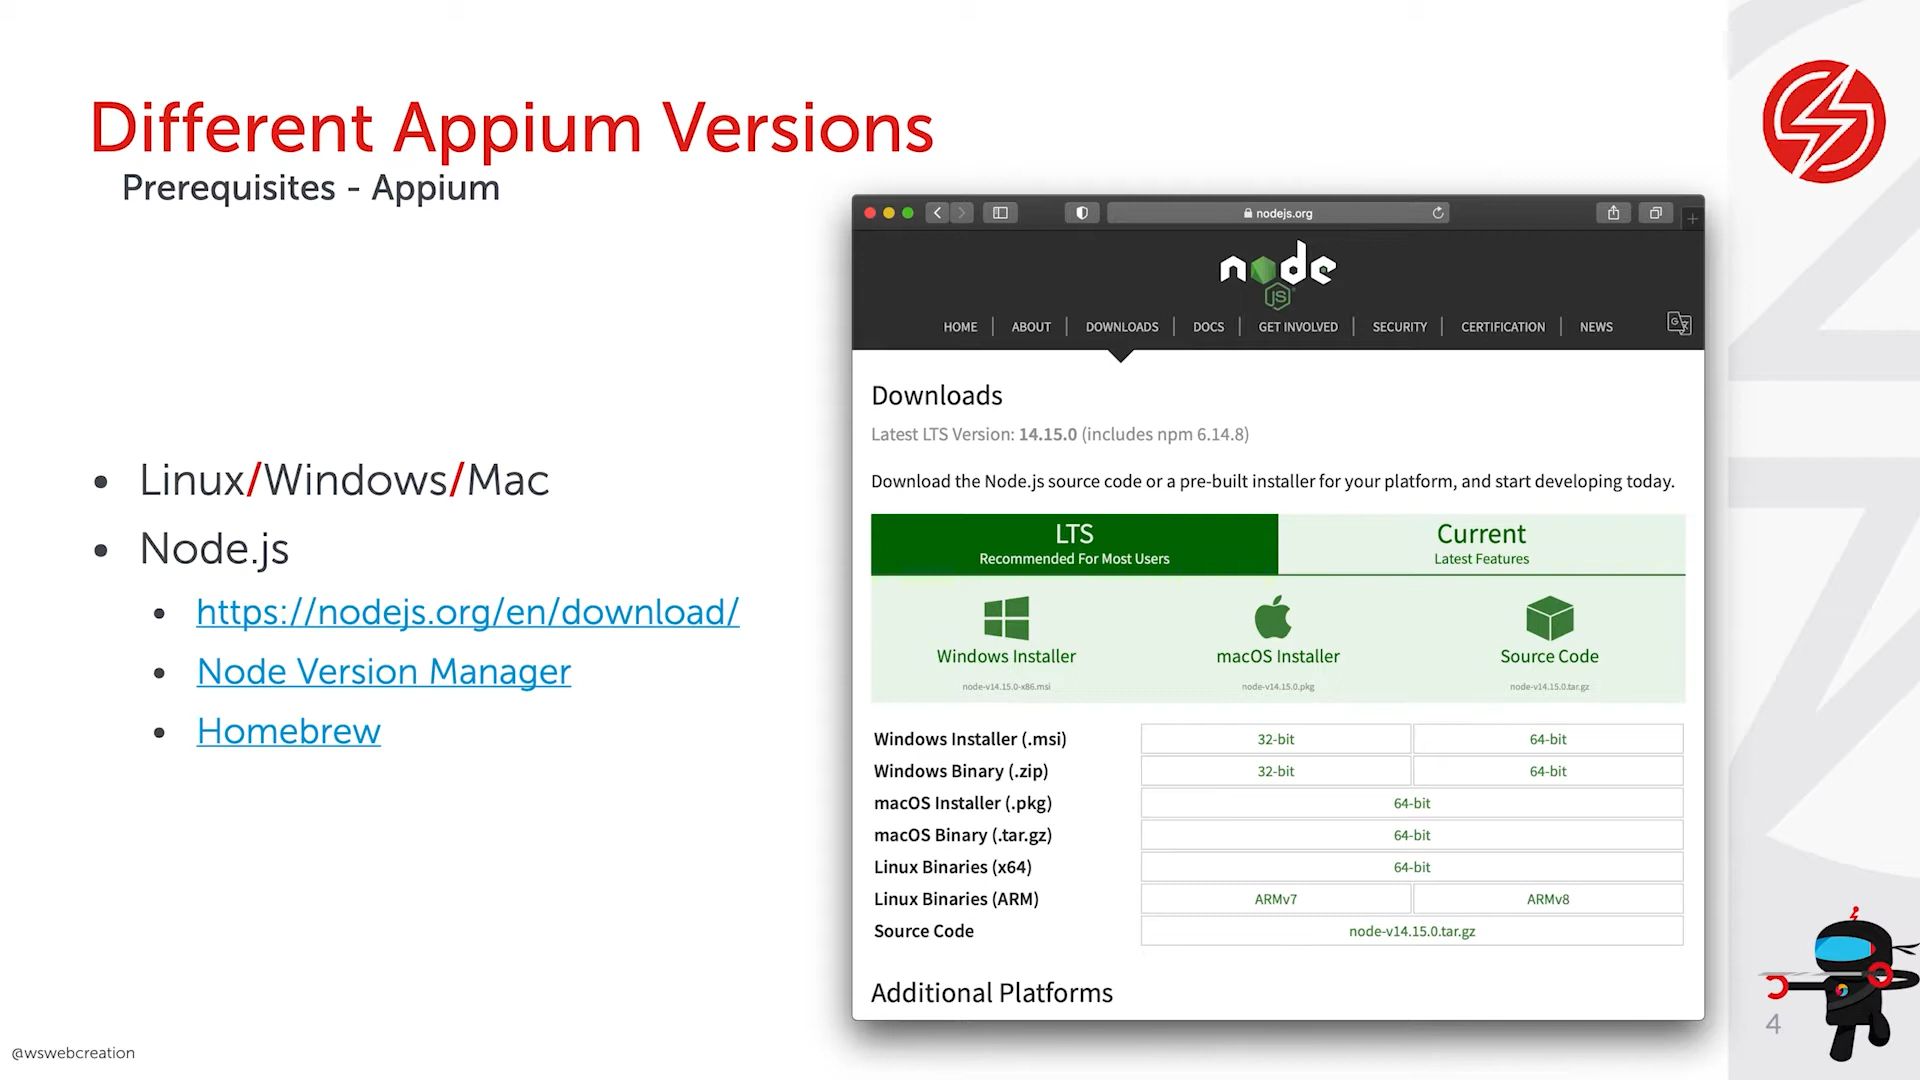 Different Appium Versions
Prerequisites - Appium
• Linux/Windows/Mac
• Node.js
• https://nodejs.org/en/download/
• Node Version Manager
• Homebrew
@wswebcreation
nodejs.org
node
JS
HOME | ABOUT | DOWNLOADS | DOCS | GET INVOLVED | SECURITY | CERTIFICATION | NEWS
Downloads
Latest LTS Version: 14.15.0 (includes npm 6.14.8)
Download the Node.js source code or a pre-built installer for your platform, and start developing today.
LTS
Recommended For Most Users
Current
Latest Features
Windows Installer
node-v14.15.0-x86.msi
macOS Installer
node-v14.15.0.pkg
Source Code
node-v14.15.0.tar.gz
Windows Installer (.msi) 32-bit 64-bit
Windows Binary (.zip) 32-bit 64-bit
macOS Installer (.pkg) 64-bit
macOS Binary (.tar.gz) 64-bit
Linux Binaries (x64) 64-bit
Linux Binaries (ARM) ARMv7 ARMv8
Source Code node-v14.15.0.tar.gz
Additional Platforms
4